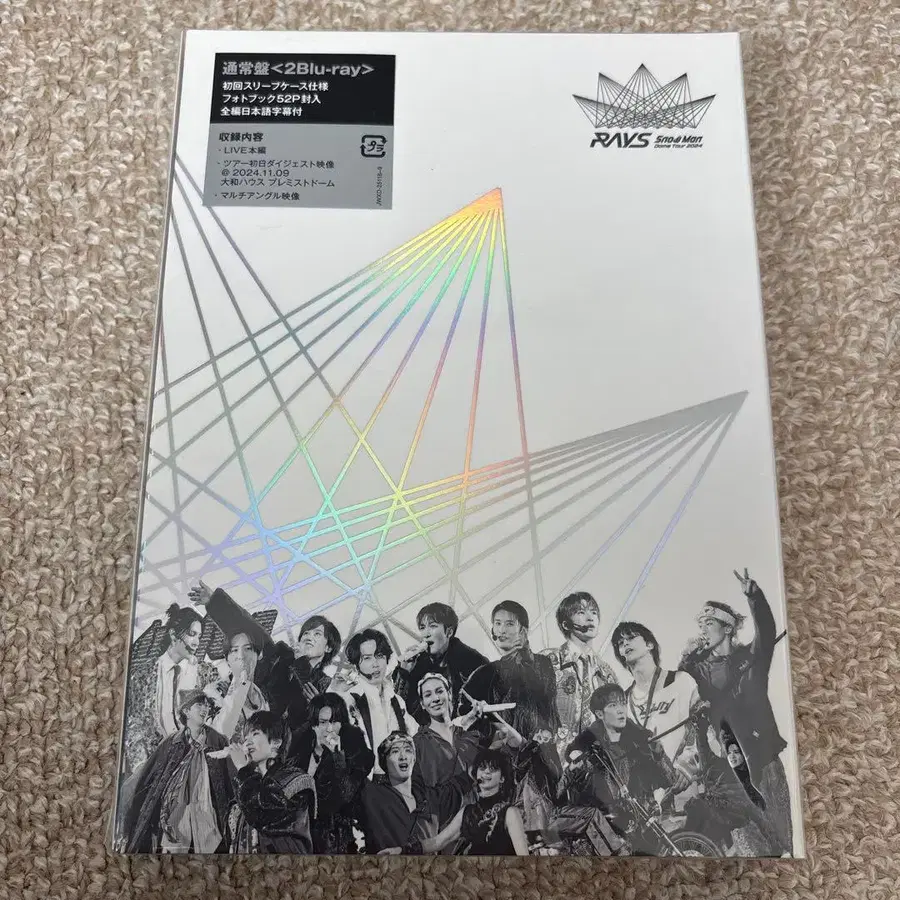 通常盤<2Blu-ray>
初回スリーブケース仕様
フォトブック52P封入
全編日本語字幕付
収録内容
・LIVE本編
・ツアー初日ダイジェスト映像
@ 2024.11.09
大和ハウス プレミストドーム
・マルチアングル映像
プラ
RAYS Snow Man
Dome Tour 2024